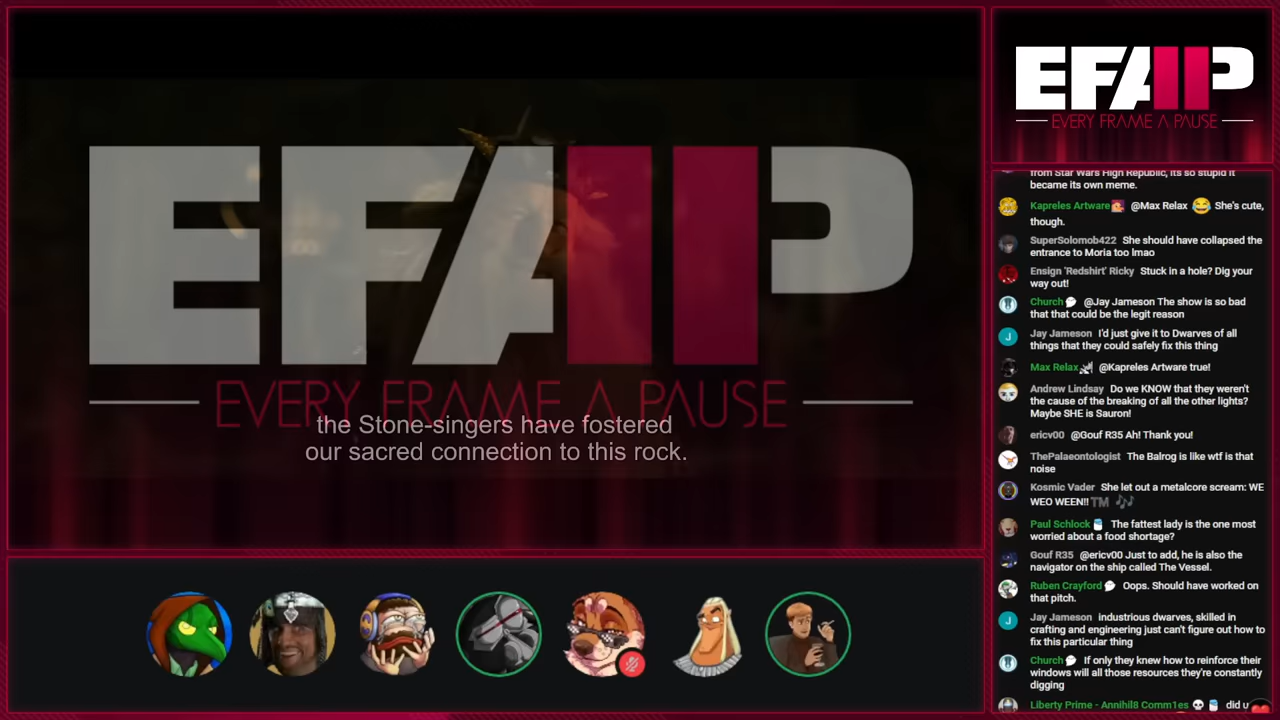 EFAP
EVERY FRAME A PAUSE
the Stone-singers have fostered
our sacred connection to this rock.
EFAP
EVERY FRAME A PAUSE
from Star Wars High Republic, its so stupid it
became its own meme.
Kapreles Artware @Max Relax 😂 She's cute,
though.
SuperSolomob422 She should have collapsed the
entrance to Moria too lmao
Ensign 'Redshirt' Ricky Stuck in a hole? Dig your
way out!
Church @Jay Jameson The show is so bad
that that could be the legit reason
J Jay Jameson I'd just give it to Dwarves of all
things that they could safely fix this thing
Max Relax @Kapreles Artware true!
Andrew Lindsay Do we KNOW that they weren't
the cause of the breaking of all the other lights?
Maybe SHE is Sauron!
ericv00 @Gouf R35 Ah! Thank you!
ThePalaeontologist The Balrog is like wtf is that
noise
Kosmic Vader She let out a metalcore scream: WE
WEO WEEN!!™️ 🎶
Paul Schlock The fattest lady is the one most
worried about a food shortage?
Gouf R35 @ericv00 Just to add, he is also the
navigator on the ship called The Vessel.
Ruben Crayford Oops. Should have worked on
that pitch.
J Jay Jameson industrious dwarves, skilled in
crafting and engineering just can't figure out how to
fix this particular thing
Church If only they knew how to reinforce their
windows will all those resources they're constantly
digging
Liberty Prime - Annihil8 Comm1es 💀 did u